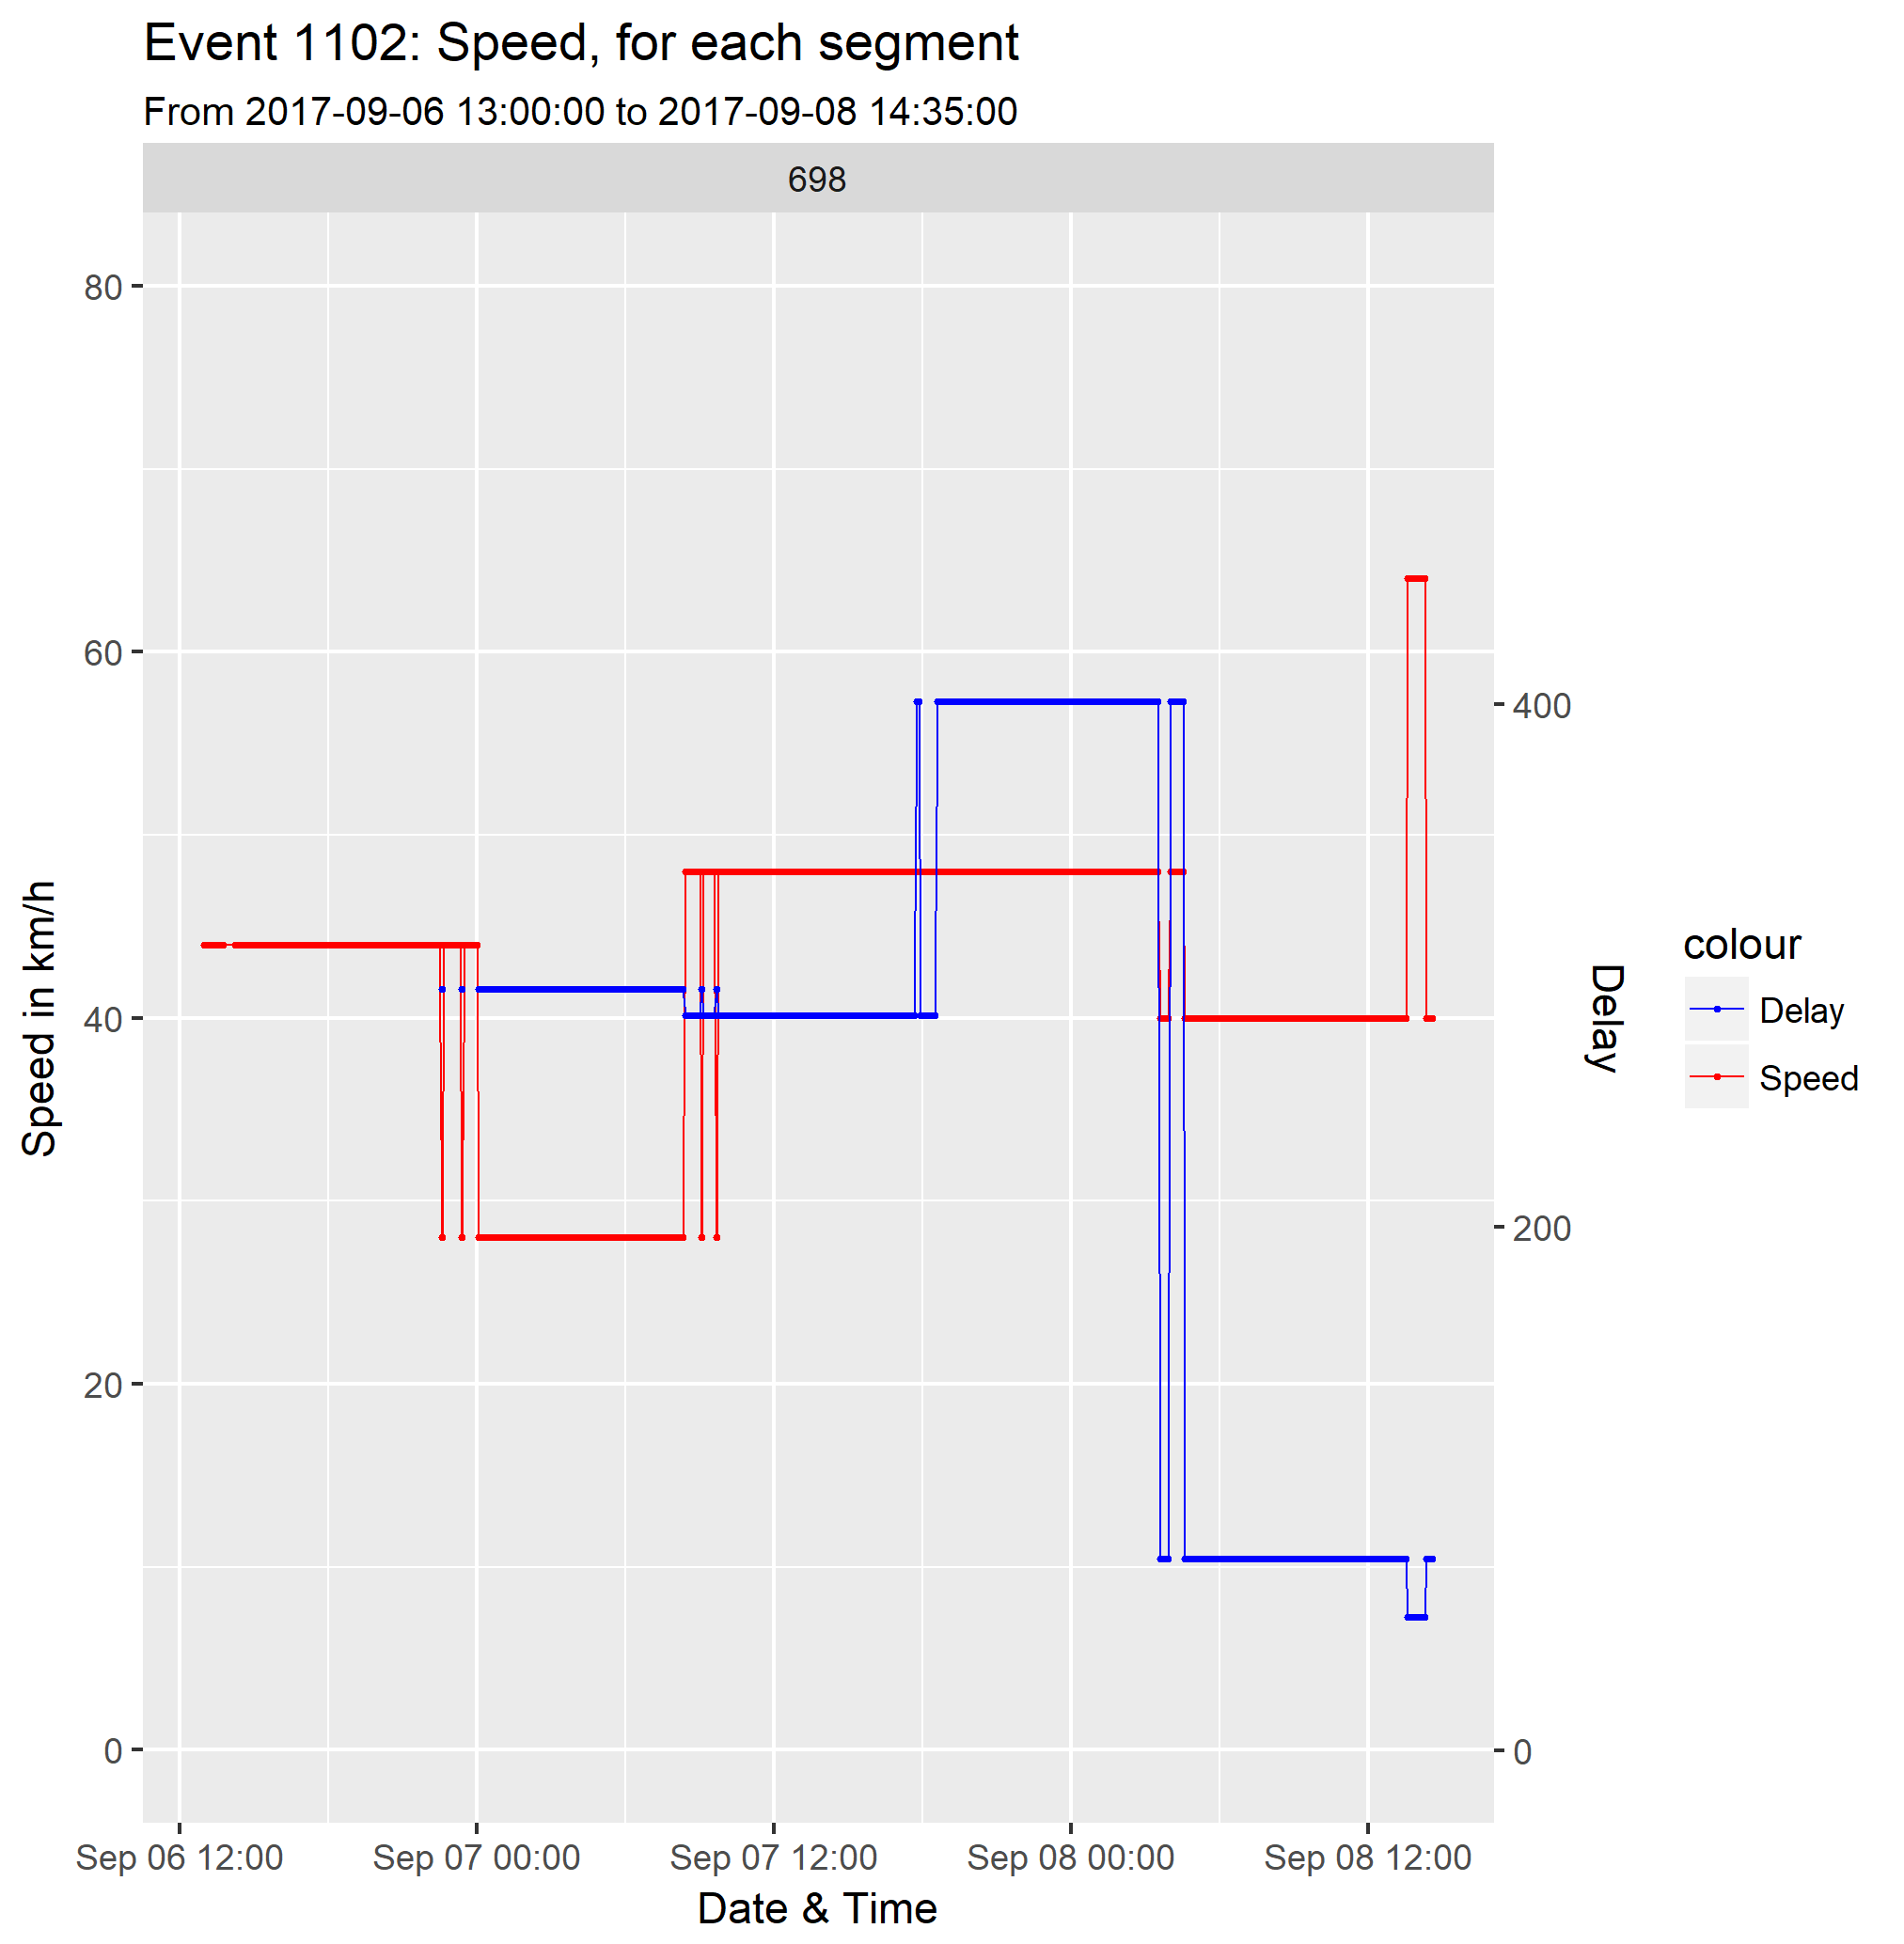 Event 1102: Speed, for each segment
From 2017-09-06 13:00:00 to 2017-09-08 14:35:00
698
80
60
40
20
0
Speed in km/h
400
200
0
Delay
Sep 06 12:00
Sep 07 00:00
Sep 07 12:00
Sep 08 00:00
Sep 08 12:00
Date & Time
colour
Delay
Speed